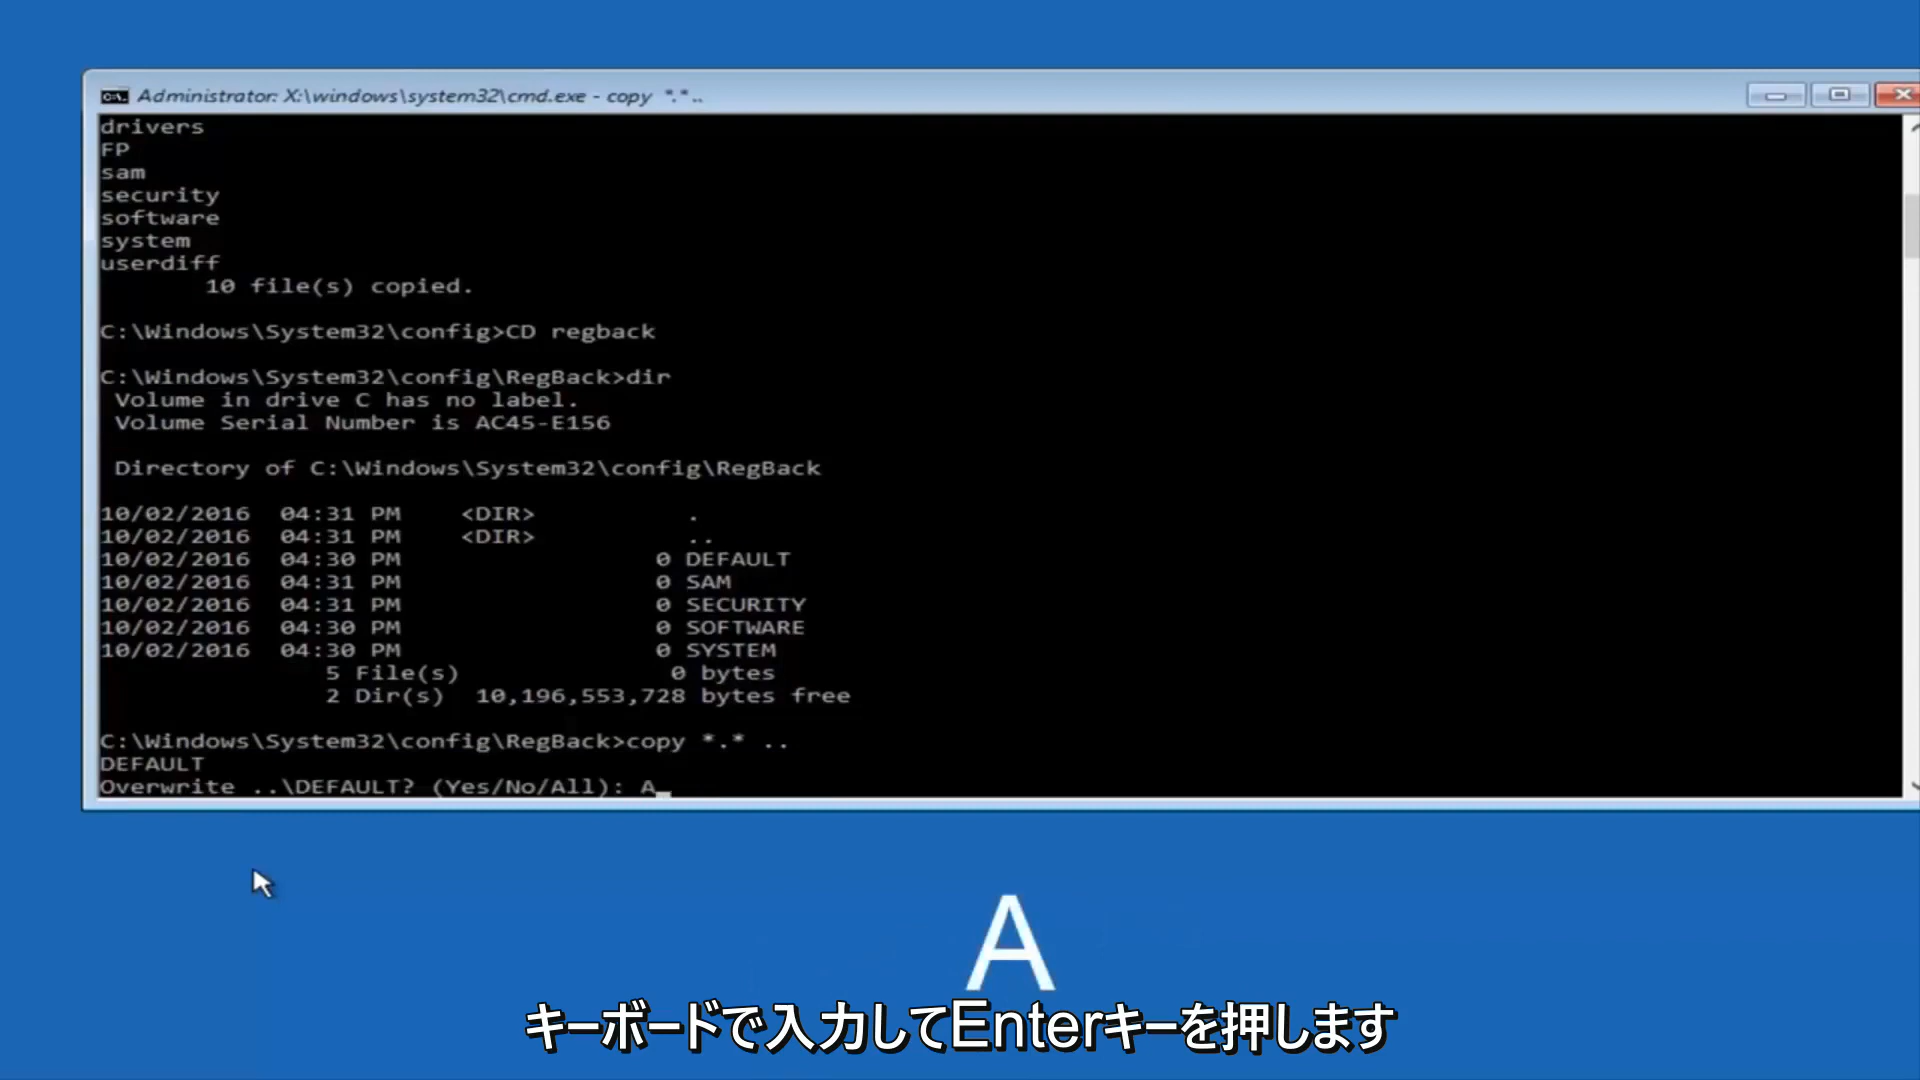 Administrator: X:\windows\system32\cmd.exe - copy *.* ..
drivers
FP
sam
security
software
system
userdiff
10 file(s) copied.
C:\Windows\System32\config>CD regback
C:\Windows\System32\config\RegBack>dir
Volume in drive C has no label.
Volume Serial Number is AC45-E156
Directory of C:\Windows\System32\config\RegBack
10/02/2016 04:31 PM <DIR> .
10/02/2016 04:31 PM <DIR> ..
10/02/2016 04:30 PM 0 DEFAULT
10/02/2016 04:31 PM 0 SAM
10/02/2016 04:31 PM 0 SECURITY
10/02/2016 04:30 PM 0 SOFTWARE
10/02/2016 04:30 PM 0 SYSTEM
5 File(s) 0 bytes
2 Dir(s) 10,196,553,728 bytes free
C:\Windows\System32\config\RegBack>copy *.* ..
DEFAULT
Overwrite ..\DEFAULT? (Yes/No/All): A_
A
キーボードで入力してEnterキーを押します